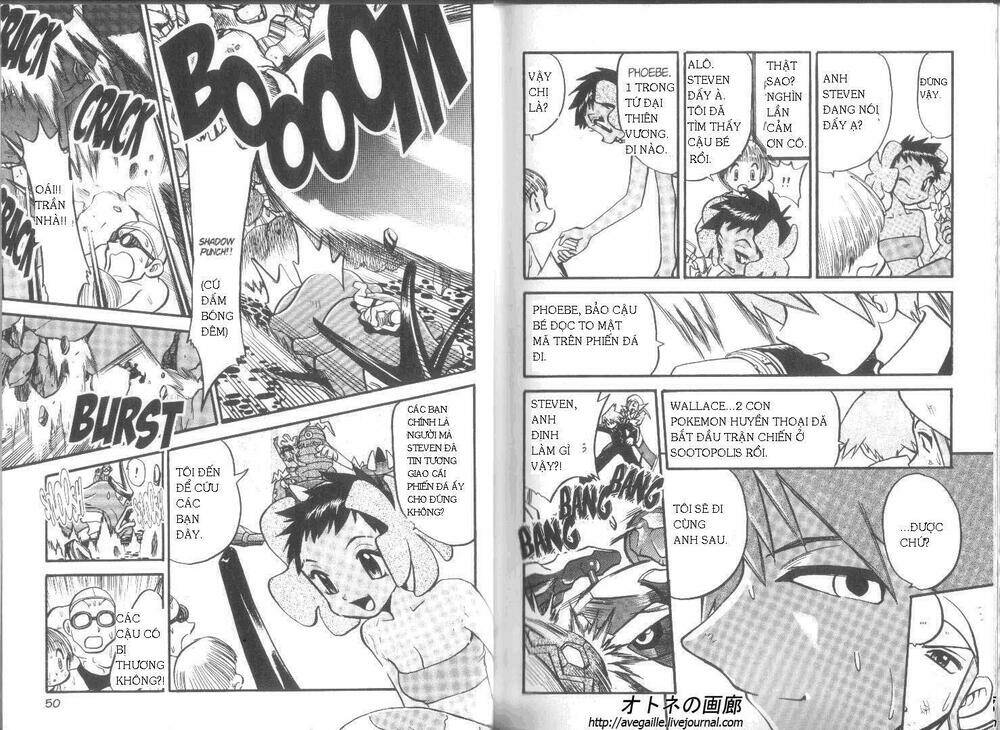 CRACK
CRACK
CRACK
OÁI!!
TRẦN
NHÀ!!
BOOOOM
SHADOW
PUNCH!!
(CÚ
ĐẤM
BÓNG
ĐÊM)
BURST
CÁC
CẬU CÓ
BỊ
THƯƠNG
KHÔNG?!
TÔI ĐẾN
ĐỂ CỨU
CÁC
BẠN
ĐÂY.
CÁC BẠN
CHÍNH LÀ
NGƯỜI MÀ
STEVEN ĐÃ
TIN TƯỞNG
GIAO CÁI
PHIẾN ĐÁ ẤY
CHO ĐÚNG
KHÔNG?
50
VẬY
CHỊ
LÀ?
PHOEBE.
1 TRONG
TỨ ĐẠI
THIÊN
VƯƠNG.
ĐI NÀO.
ALÔ.
STEVEN
ĐẤY À.
TÔI ĐÃ
TÌM THẤY
CẬU BÉ
RỒI.
THẬT
SAO?
NGHÌN
LẦN
CẢM
ƠN CÔ.
!!
ANH
STEVEN
ĐANG NÓI
ĐẤY Ạ?
ĐÚNG
VẬY.
PHOEBE, BẢO CẬU
BÉ ĐỌC TO MẬT
MÃ TRÊN PHIẾN ĐÁ
ĐI.
STEVEN,
ANH
ĐỊNH
LÀM GÌ
VẬY?!
BANG
BANG
BANG
WALLACE...2 CON
POKEMON HUYỀN THOẠI ĐÃ
BẮT ĐẦU TRẬN CHIẾN Ở
SOOTOPOLIS RỒI.
TÔI SẼ ĐI
CÙNG
ANH SAU.
...ĐƯỢC
CHỨ?
...
オトネの画廊
http://avegaille.livejournal.com/